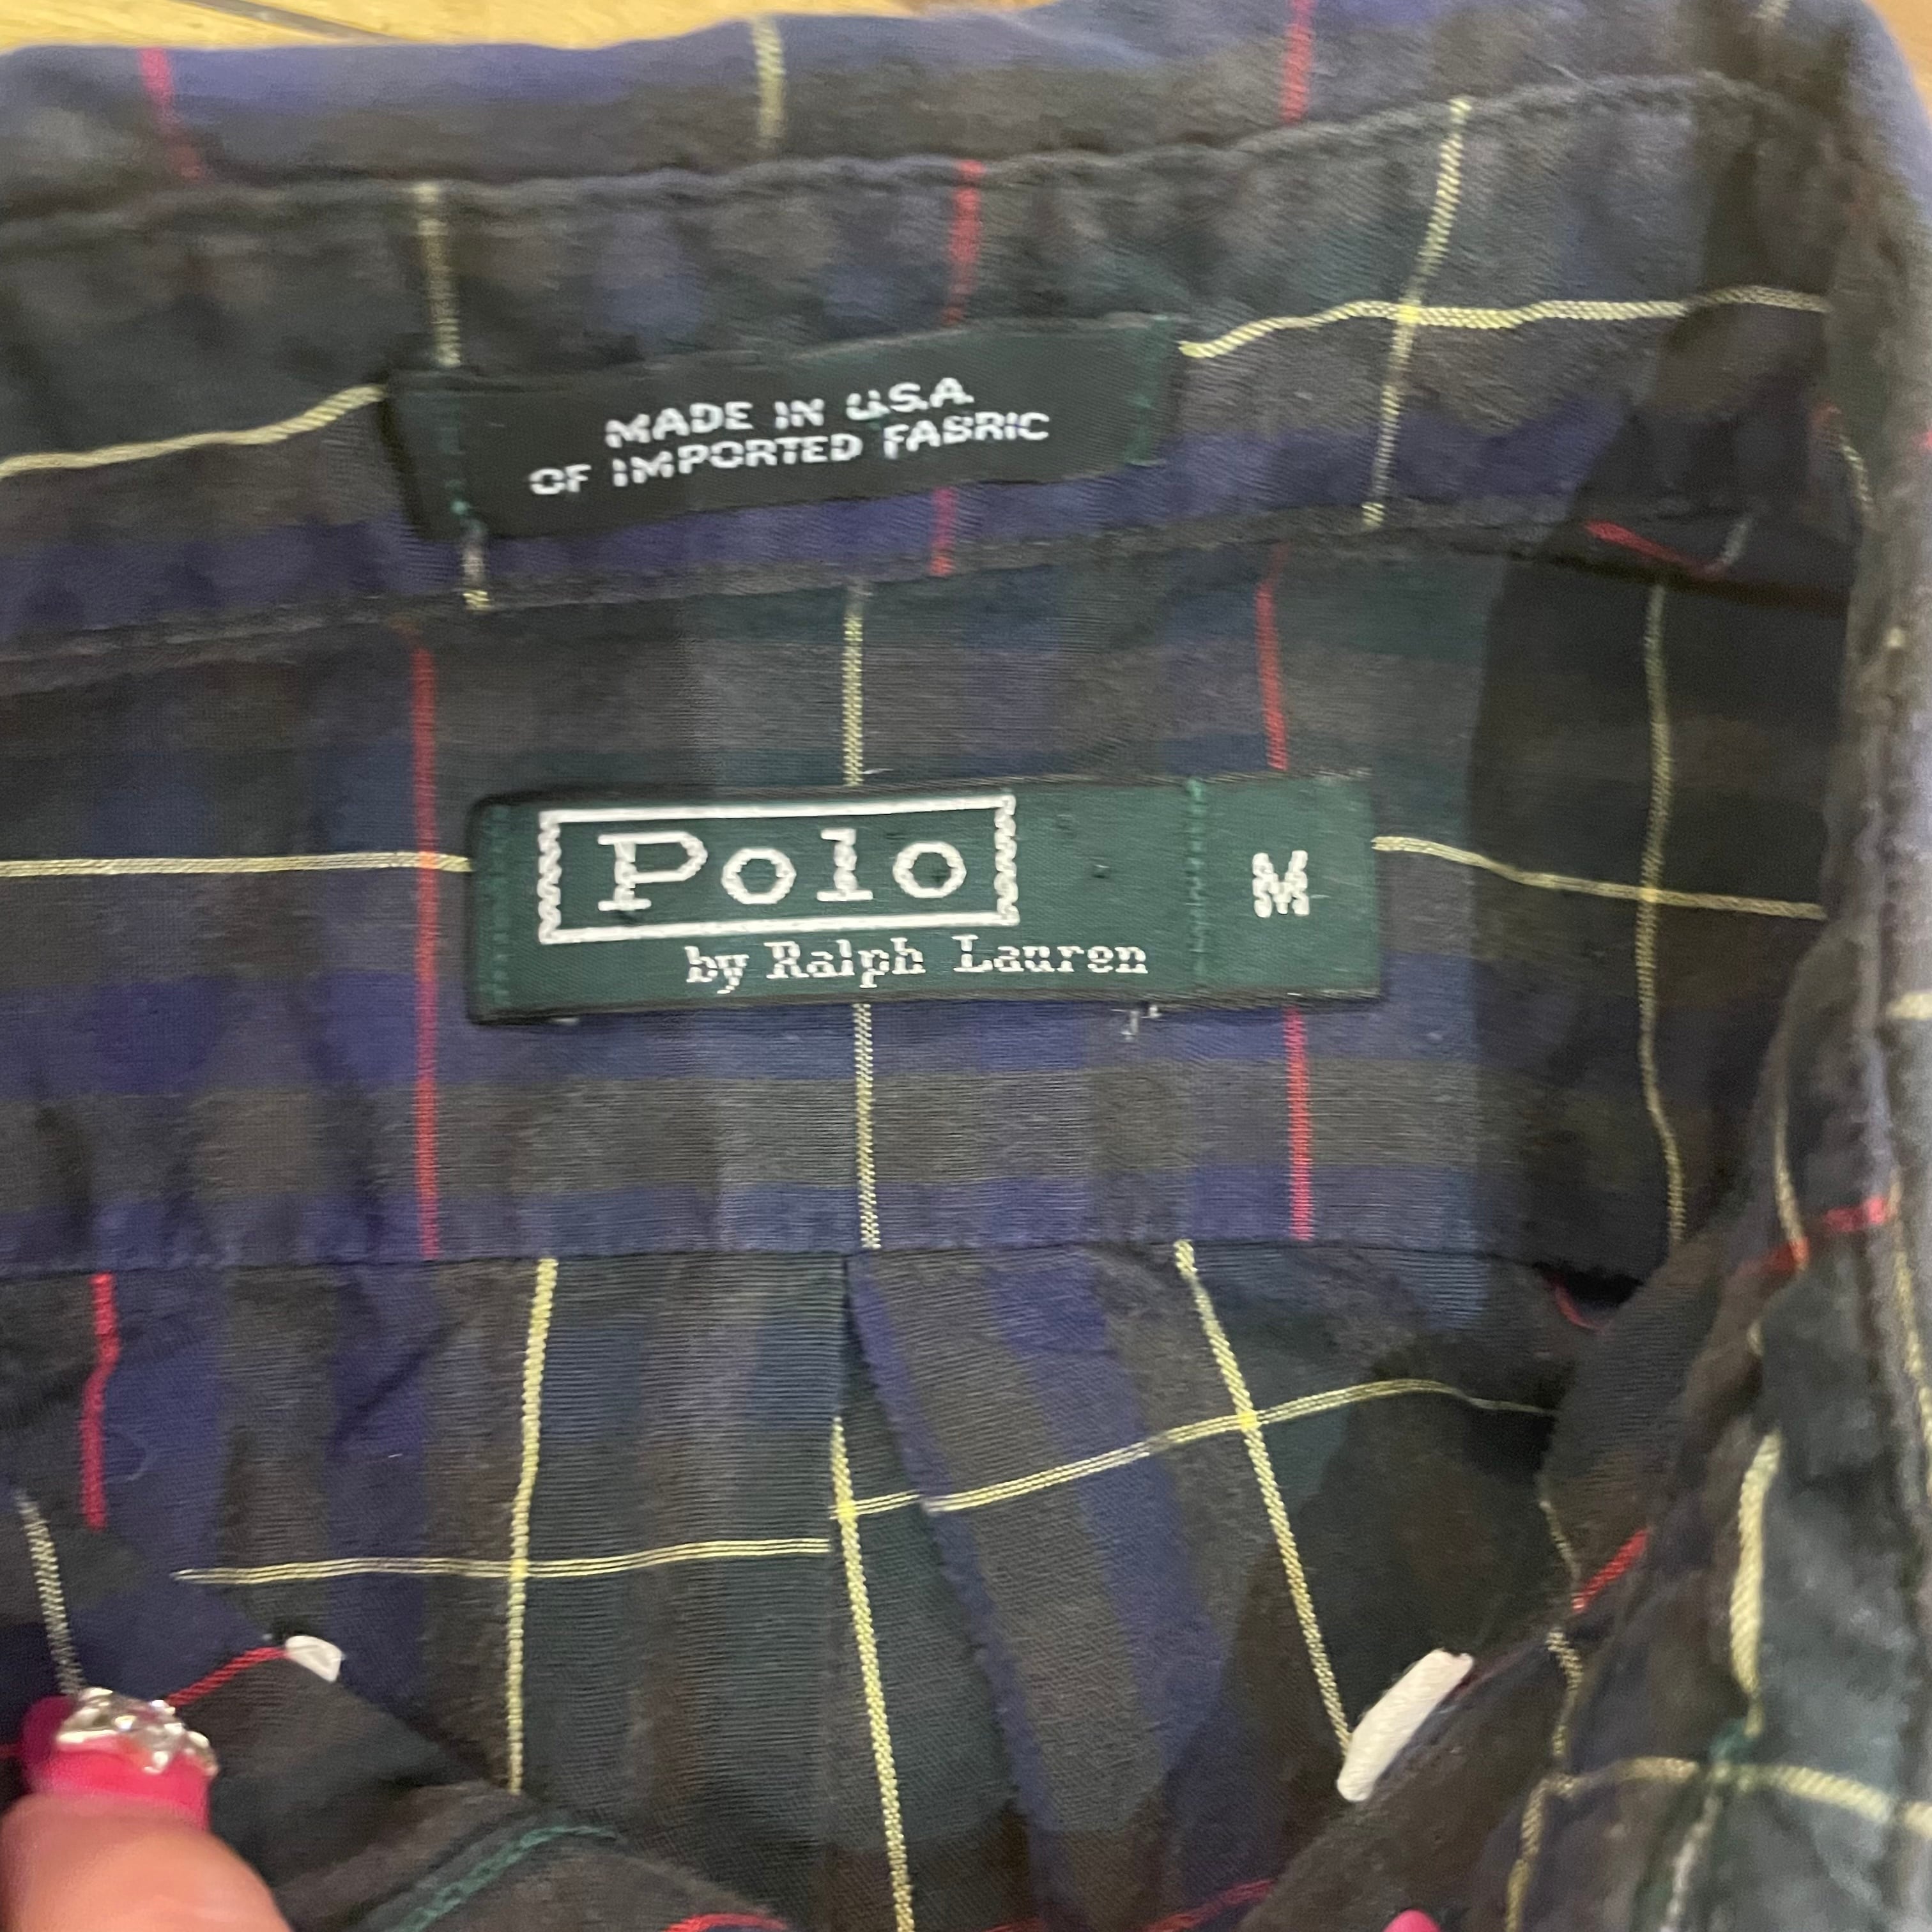 MADE IN U.S.A.
OF IMPORTED FABRIC
Polo
M
by Ralph Lauren